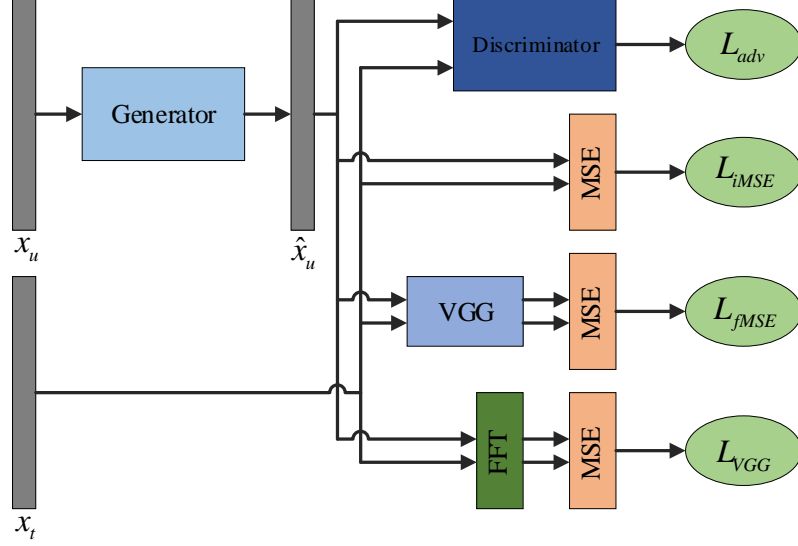 Discriminator
L_adv
Generator
MSE
L_iMSE
x_u
x̂_u
VGG
MSE
L_fMSE
FFT
MSE
L_VGG
x_t